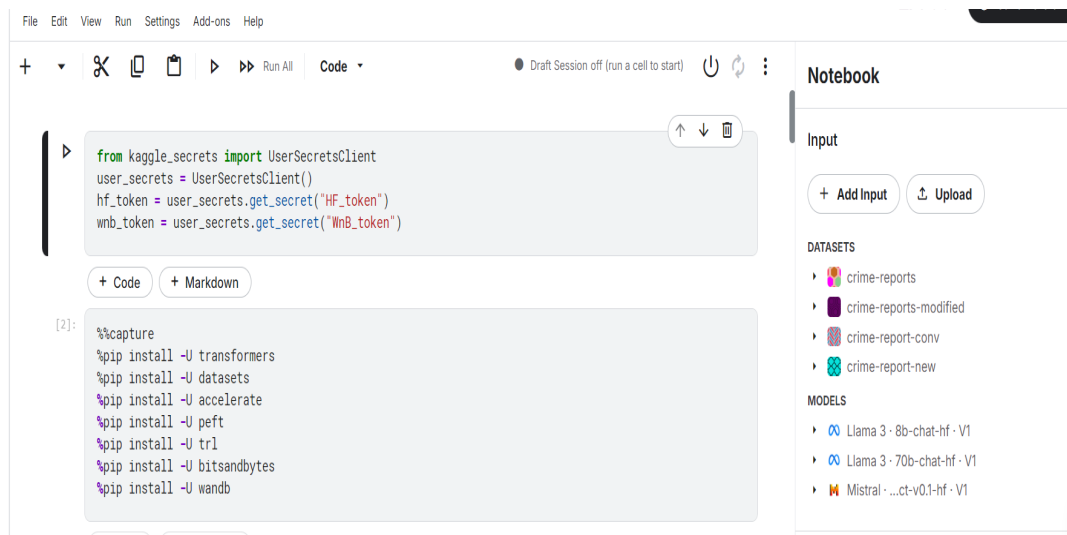 File Edit View Run Settings Add-ons Help
Run All Code Draft Session off (run a cell to start)
from kaggle_secrets import UserSecretsClient
user_secrets = UserSecretsClient()
hf_token = user_secrets.get_secret("HF_token")
wnb_token = user_secrets.get_secret("WnB_token")
+ Code + Markdown
[2]:
%%capture
%pip install -U transformers
%pip install -U datasets
%pip install -U accelerate
%pip install -U peft
%pip install -U trl
%pip install -U bitsandbytes
%pip install -U wandb
Notebook
Input
+ Add Input Upload
DATASETS
crime-reports
crime-reports-modified
crime-report-conv
crime-report-new
MODELS
Llama 3 · 8b-chat-hf · V1
Llama 3 · 70b-chat-hf · V1
Mistral · ...ct-v0.1-hf · V1